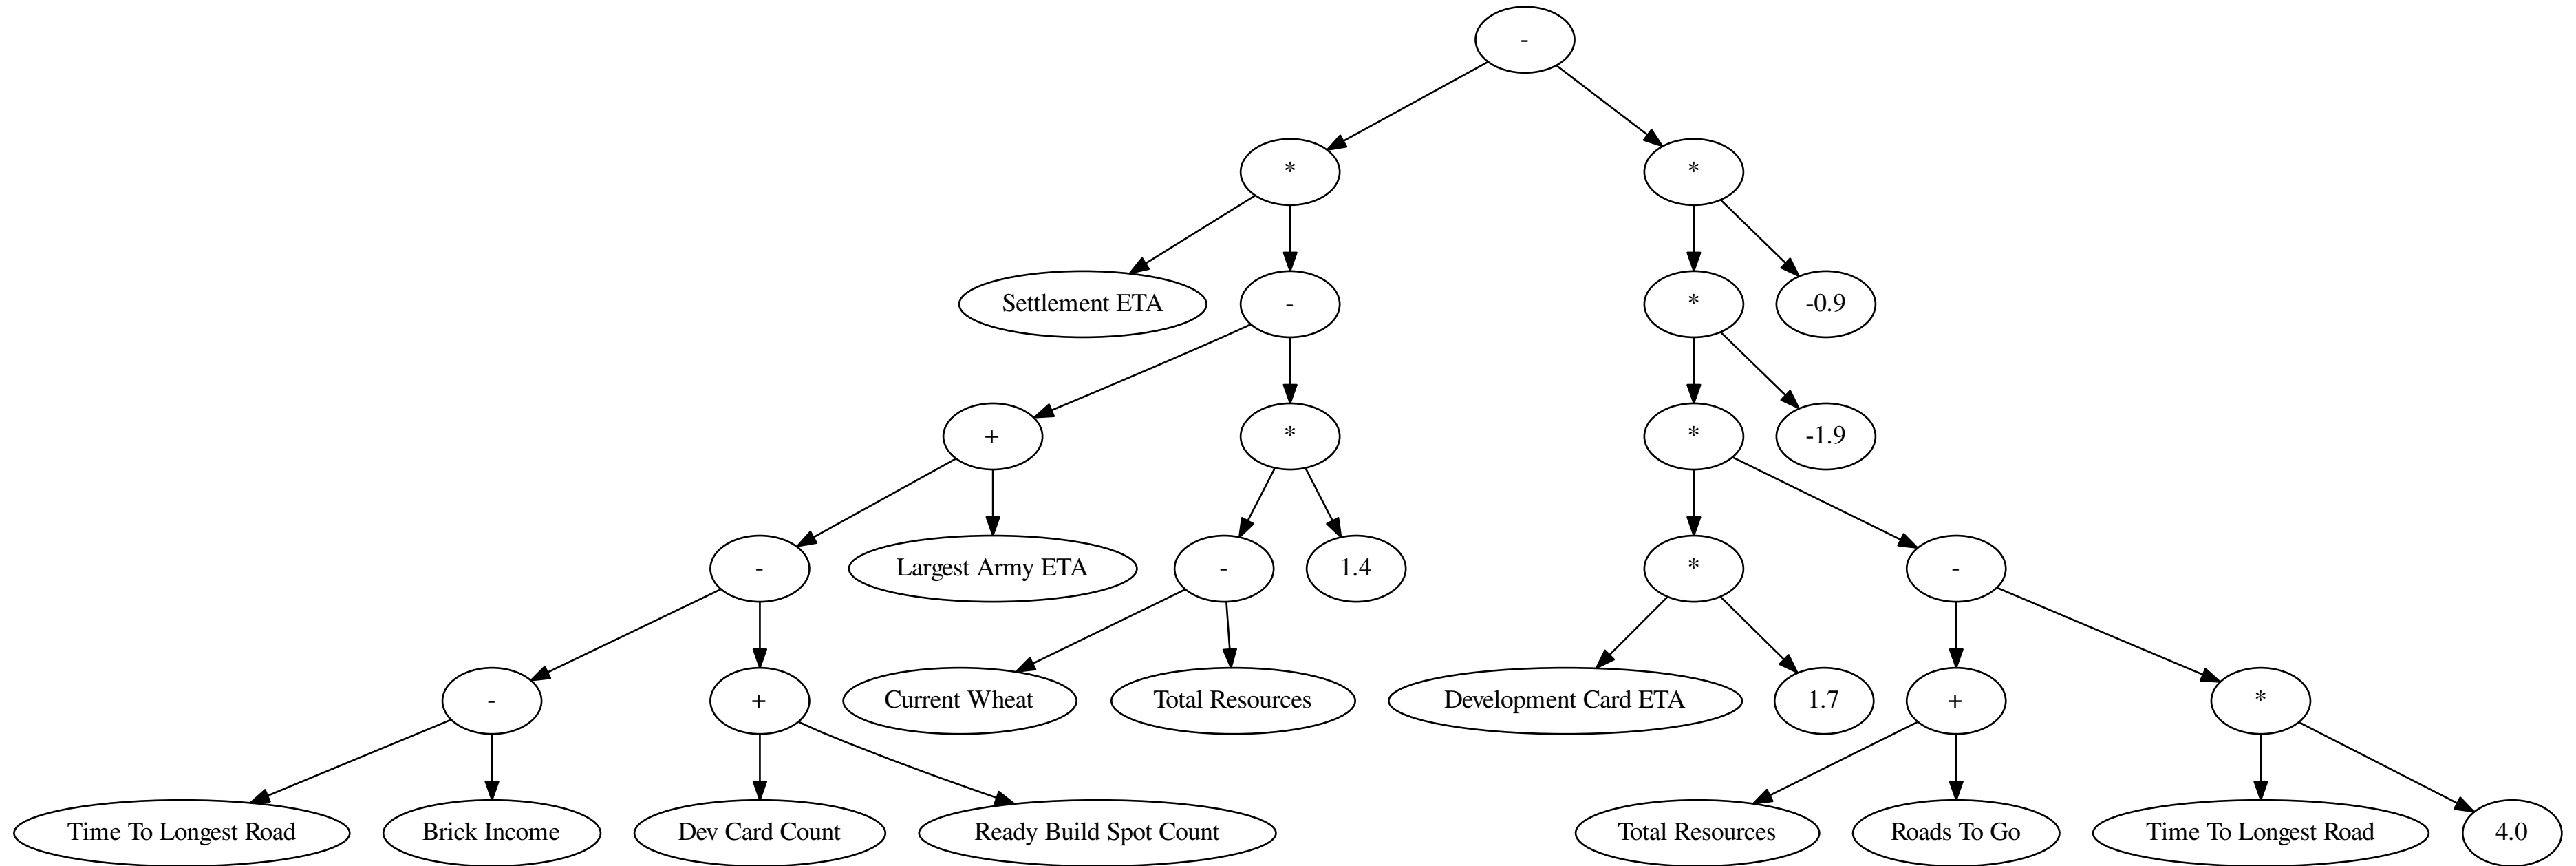 -
* *
Settlement ETA - * -0.9
+ * * -1.9
- Largest Army ETA - 1.4 * -
- + Current Wheat Total Resources Development Card ETA 1.7 + *
Time To Longest Road Brick Income Dev Card Count Ready Build Spot Count Total Resources Roads To Go Time To Longest Road 4.0